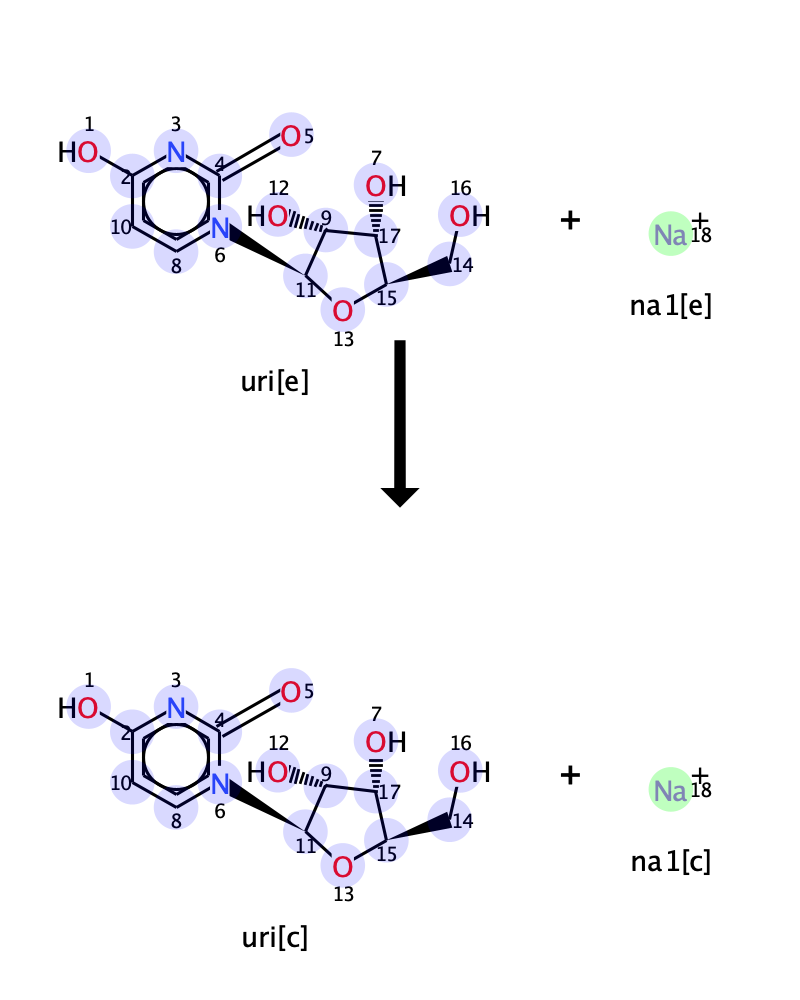 1 3 5
HO N 4 O 7
2 12 OH 16
10 HO 9 OH + Na+
N 17 18
8 6 14
11 15 na1[e]
O
13
uri[e]
1 3 5
HO N 4 O 7
2 12 OH 16
10 HO 9 OH + Na+
N 17 18
8 6 14
11 15 na1[c]
O
13
uri[c]